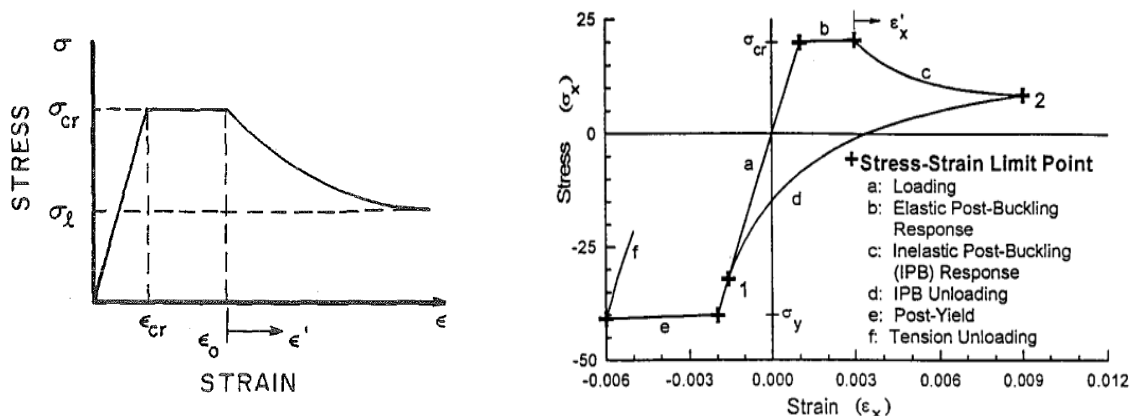 σ
σcr
σℓ
STRESS
ϵcr
ϵo
ϵ'
ϵ
STRAIN
25
0
-25
-50
Stress (σx)
σcr
b
εx'
c
2
a
d
1
f
e
σy
+Stress-Strain Limit Point
a: Loading
b: Elastic Post-Buckling
Response
c: Inelastic Post-Buckling
(IPB) Response
d: IPB Unloading
e: Post-Yield
f: Tension Unloading
-0.006 -0.003 0.000 0.003 0.006 0.009 0.012
Strain (εx)